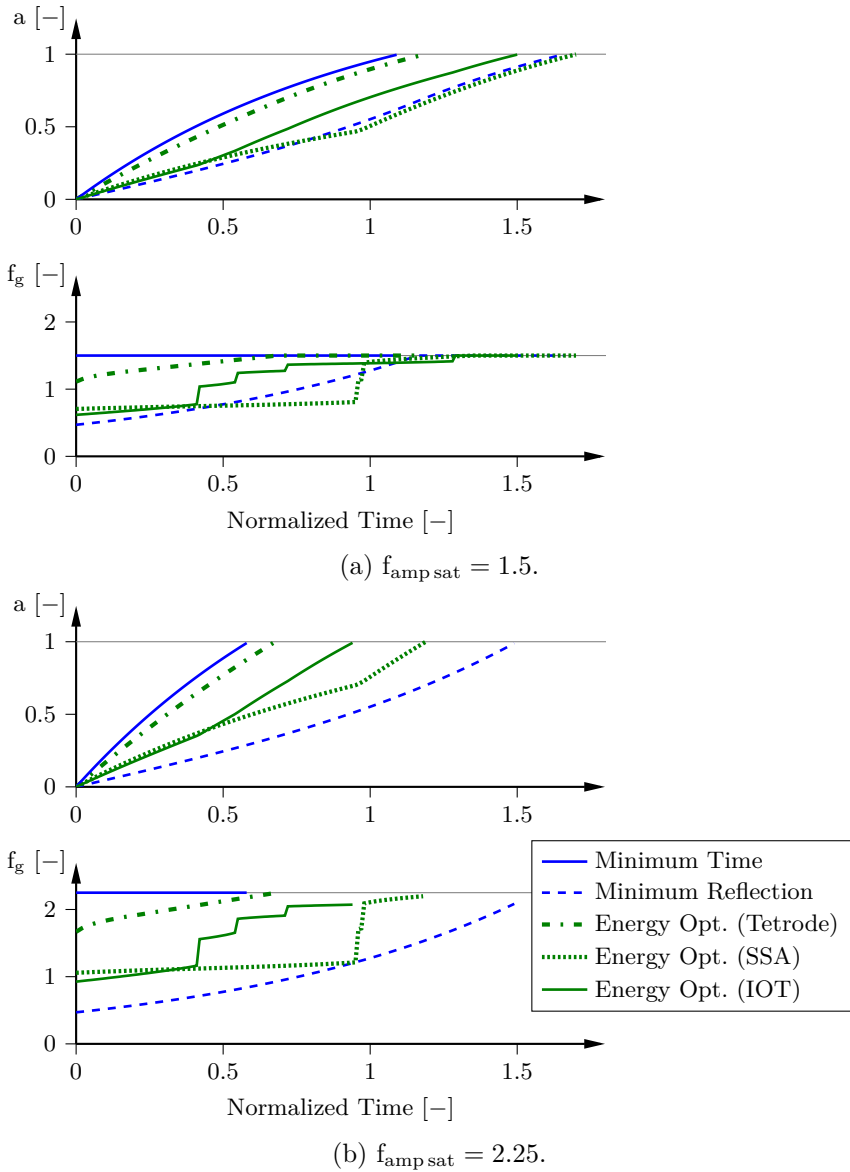 a [−]
1
0.5
0
0 0.5 1 1.5
f_g [−]
2
1
0
0 0.5 1 1.5
Normalized Time [−]
(a) f_amp sat = 1.5.
a [−]
1
0.5
0
0 0.5 1 1.5
f_g [−]
2
1
0
0 0.5 1 1.5
Normalized Time [−]
Minimum Time
Minimum Reflection
Energy Opt. (Tetrode)
Energy Opt. (SSA)
Energy Opt. (IOT)
(b) f_amp sat = 2.25.